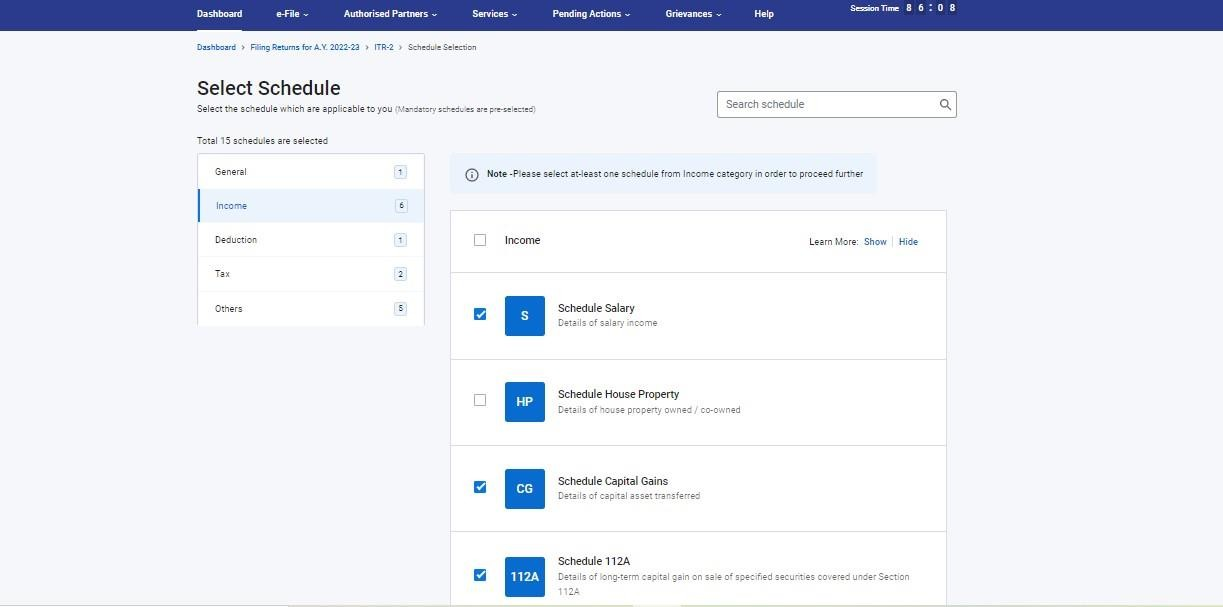 Dashboard e-File Authorised Partners Services Pending Actions Grievances Help Session Time 8 6 : 0 8
Dashboard > Filing Returns for A.Y. 2022-23 > ITR-2 > Schedule Selection
Select Schedule
Select the schedule which are applicable to you (Mandatory schedules are pre-selected)
Search schedule
Total 15 schedules are selected
General 1
Income 6
Deduction 1
Tax 2
Others 5
Note -Please select at-least one schedule from Income category in order to proceed further
Income Learn More: Show Hide
S Schedule Salary
Details of salary income
HP Schedule House Property
Details of house property owned / co-owned
CG Schedule Capital Gains
Details of capital asset transferred
112A Schedule 112A
Details of long-term capital gain on sale of specified securities covered under Section
112A